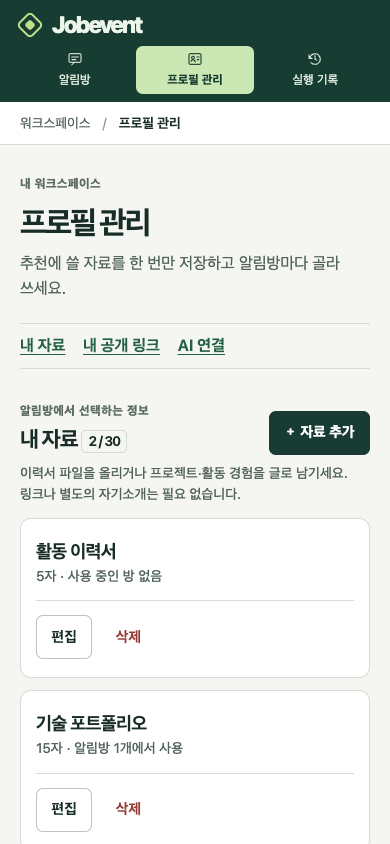 Jobevent
알림방
프로필 관리
실행 기록
워크스페이스 / 프로필 관리
내 워크스페이스
프로필 관리
추천에 쓸 자료를 한 번만 저장하고 알림방마다 골라
쓰세요.
내 자료 내 공개 링크 AI 연결
알림방에서 선택하는 정보
내 자료 2/30
+ 자료 추가
이력서 파일을 올리거나 프로젝트·활동 경험을 글로 남기세요.
링크나 별도의 자기소개는 필요 없습니다.
활동 이력서
5자 · 사용 중인 방 없음
편집 삭제
기술 포트폴리오
15자 · 알림방 1개에서 사용
편집 삭제